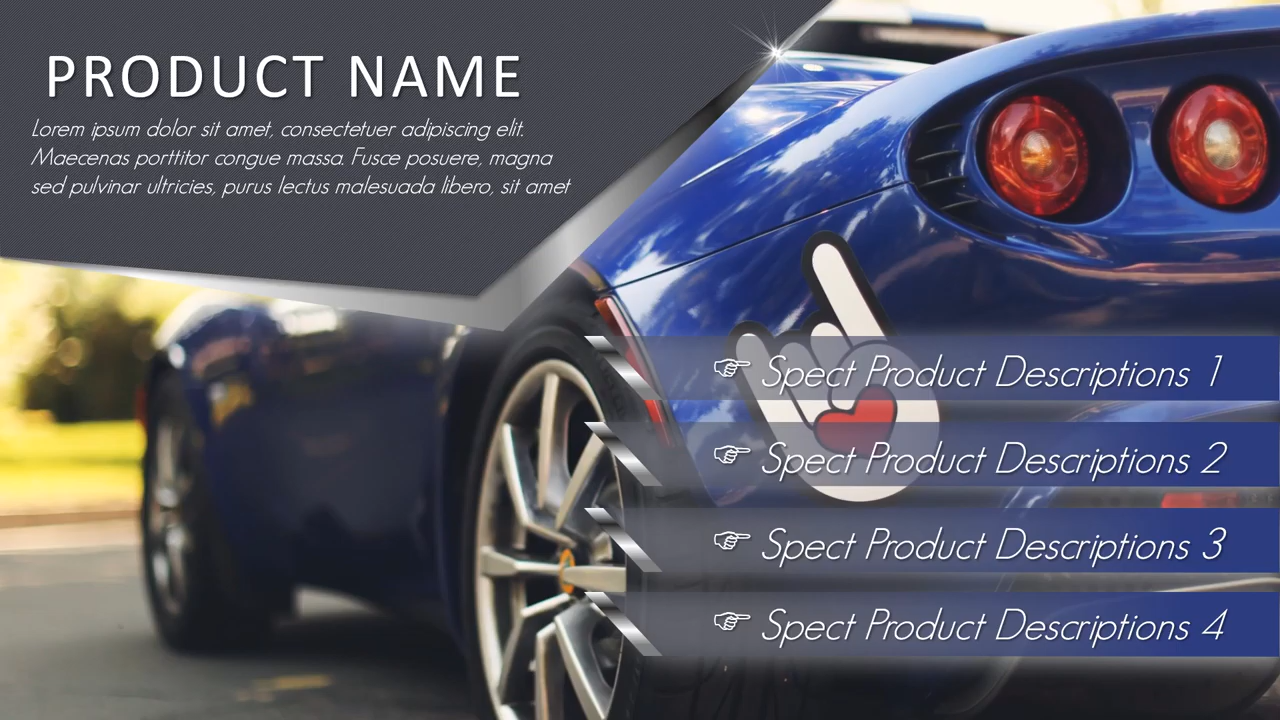 PRODUCT NAME
Lorem ipsum dolor sit amet, consectetuer adipiscing elit.
Maecenas porttitor congue massa. Fusce posuere, magna
sed pulvinar ultricies, purus lectus malesuada libero, sit amet
☞ Spect Product Descriptions 1
☞ Spect Product Descriptions 2
☞ Spect Product Descriptions 3
☞ Spect Product Descriptions 4